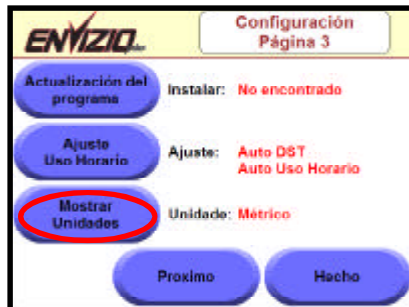 ENVIZIO plus
Configuración
Página 3
Actualización del
programa
Instalar: No encontrado
Ajuste
Uso Horario
Ajuste: Auto DST
Auto Uso Horario
Mostrar
Unidades
Unidade: Métrico
Proximo
Hecho